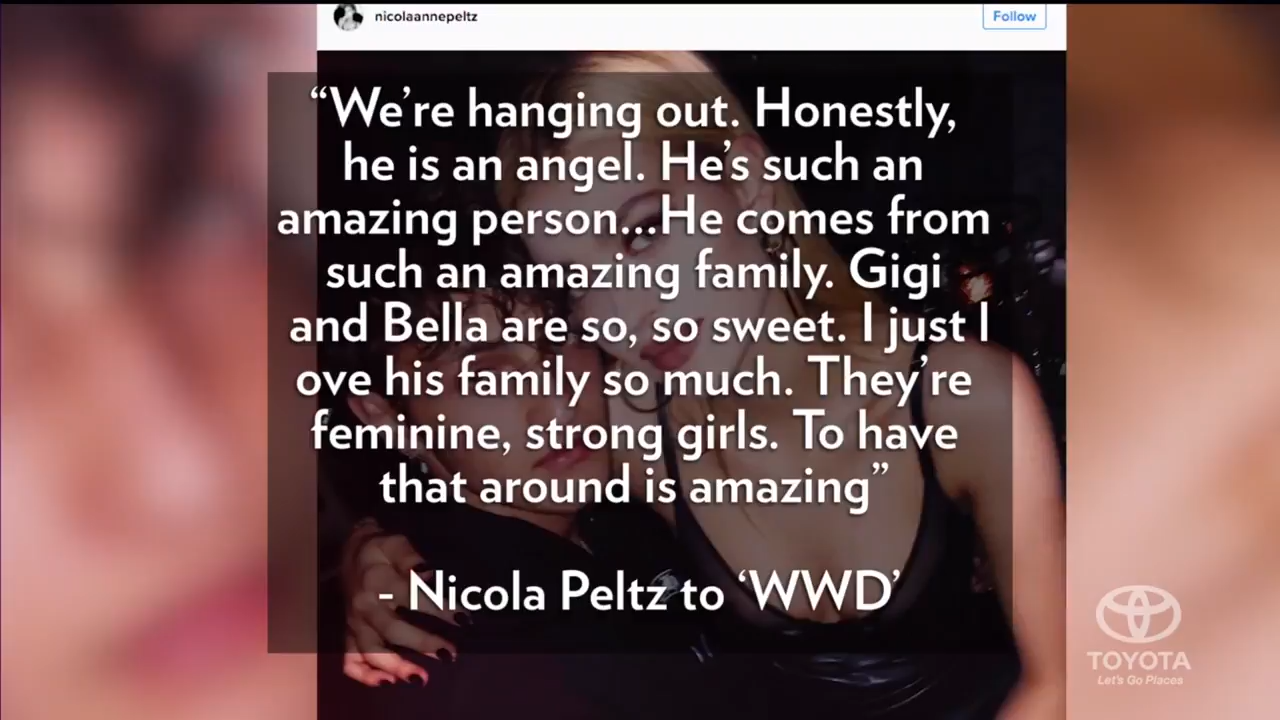 nicolaannepeltz
Follow
“We’re hanging out. Honestly,
he is an angel. He’s such an
amazing person...He comes from
such an amazing family. Gigi
and Bella are so, so sweet. I just l
ove his family so much. They’re
feminine, strong girls. To have
that around is amazing”
- Nicola Peltz to ‘WWD’
TOYOTA
Let’s Go Places